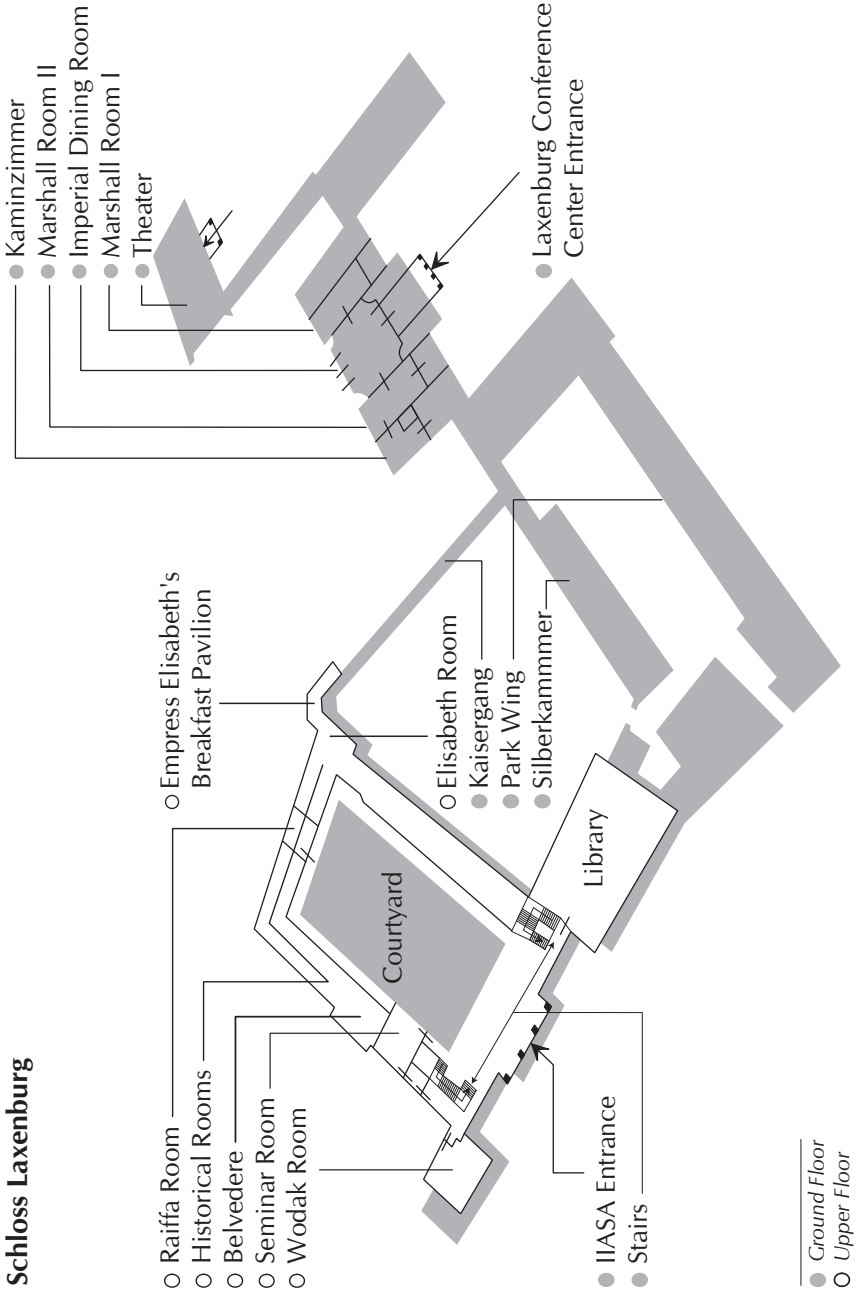 Schloss Laxenburg
Raiffa Room
Historical Rooms
Belvedere
Seminar Room
Wodak Room
Empress Elisabeth's
Breakfast Pavilion
Kaminzimmer
Marshall Room II
Imperial Dining Room
Marshall Room I
Theater
Courtyard
Elisabeth Room
Kaisergang
Park Wing
Silberkammmer
Library
Laxenburg Conference
Center Entrance
IIASA Entrance
Stairs
Ground Floor
Upper Floor